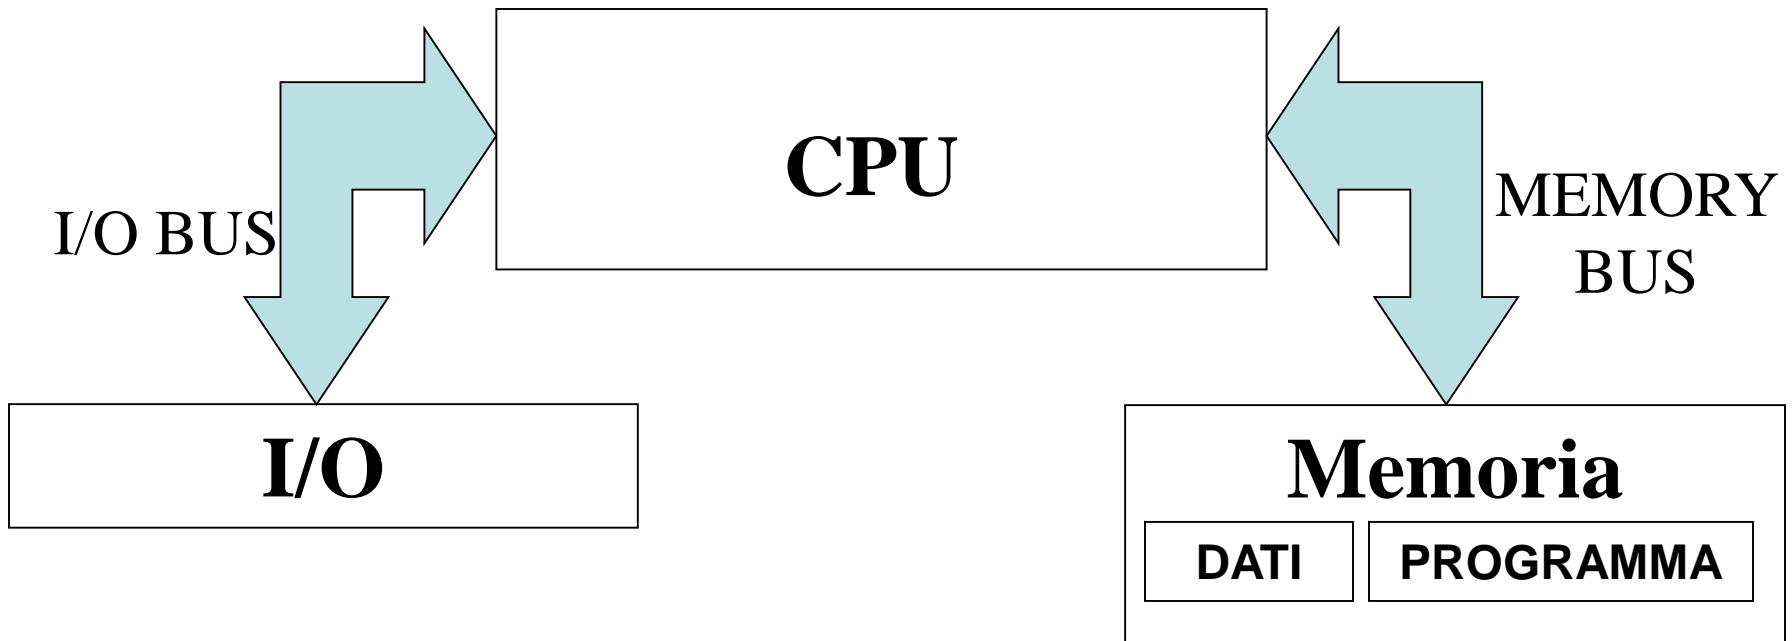 CPU
I/O BUS
MEMORY
BUS
I/O
Memoria
DATI
PROGRAMMA